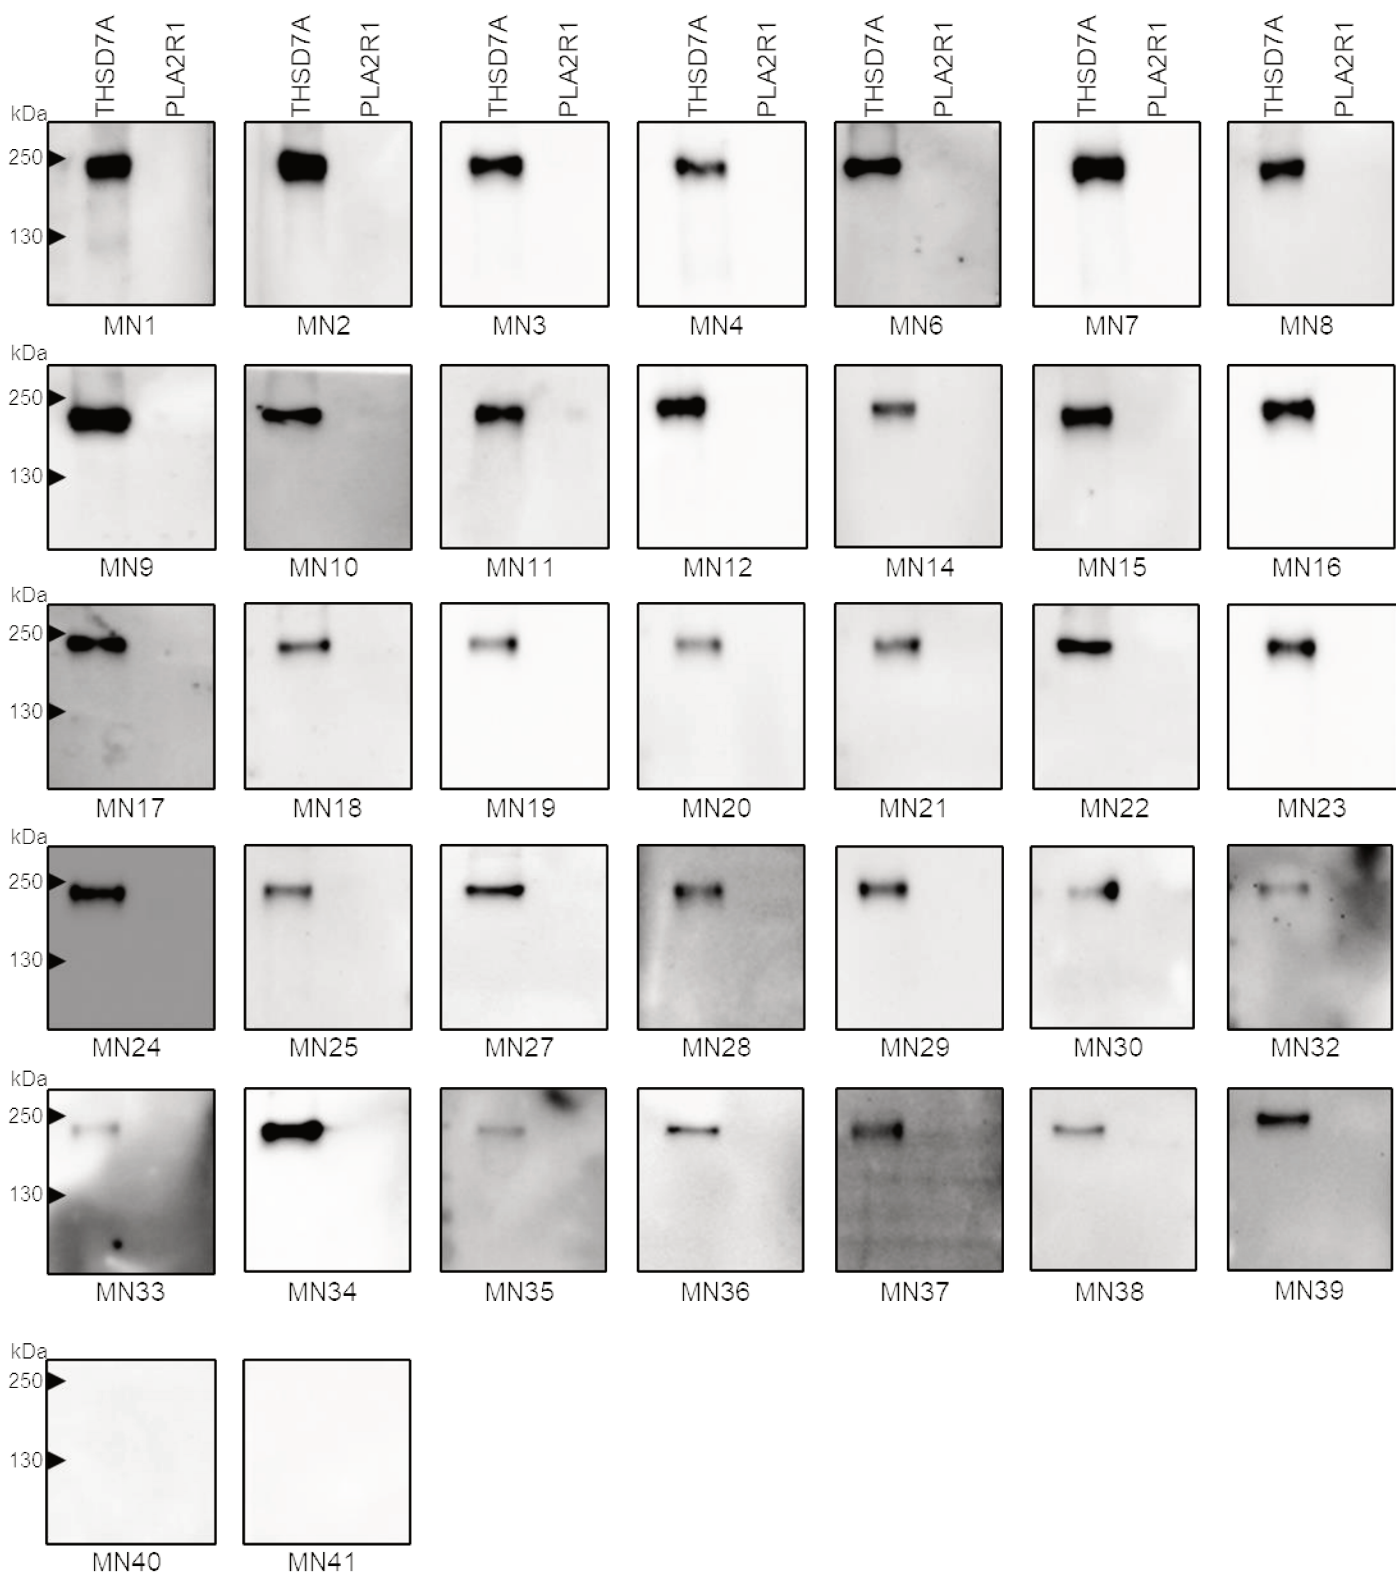 THSD7A PLA2R1 THSD7A PLA2R1 THSD7A PLA2R1 THSD7A PLA2R1 THSD7A PLA2R1 THSD7A PLA2R1 THSD7A PLA2R1
kDa
250
130
MN1 MN2 MN3 MN4 MN6 MN7 MN8
kDa
250
130
MN9 MN10 MN11 MN12 MN14 MN15 MN16
kDa
250
130
MN17 MN18 MN19 MN20 MN21 MN22 MN23
kDa
250
130
MN24 MN25 MN27 MN28 MN29 MN30 MN32
kDa
250
130
MN33 MN34 MN35 MN36 MN37 MN38 MN39
kDa
250
130
MN40 MN41